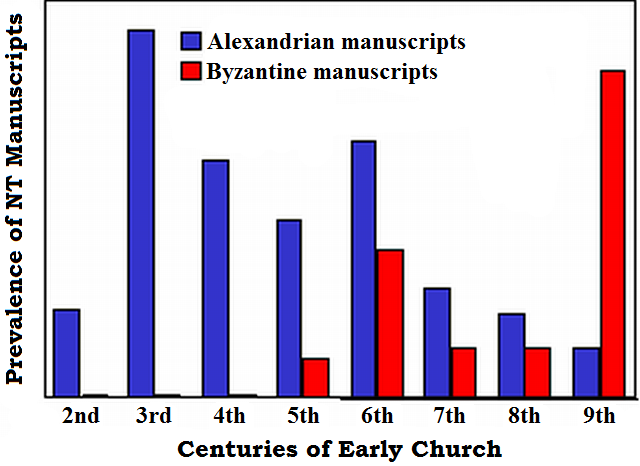 Prevalence of NT Manuscripts
Alexandrian manuscripts
Byzantine manuscripts
2nd 3rd 4th 5th 6th 7th 8th 9th
Centuries of Early Church